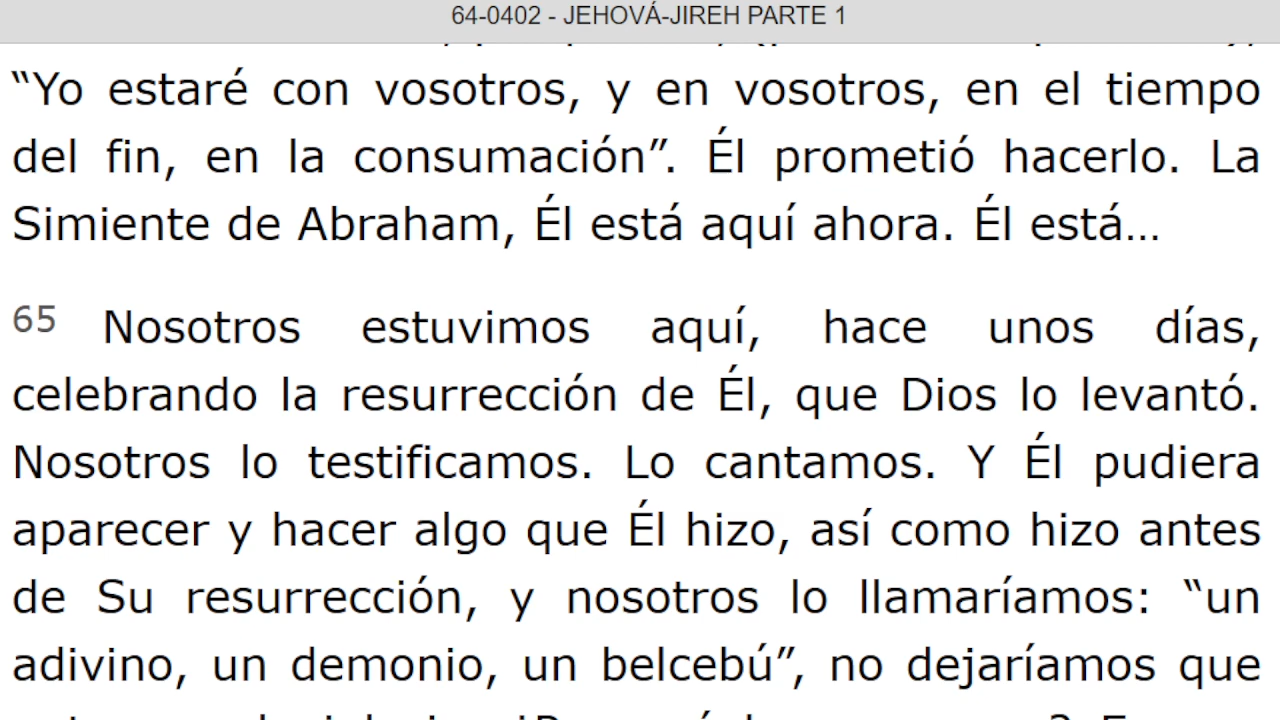 64-0402 - JEHOVÁ-JIREH PARTE 1
“Yo estaré con vosotros, y en vosotros, en el tiempo
del fin, en la consumación”. Él prometió hacerlo. La
Simiente de Abraham, Él está aquí ahora. Él está…
65 Nosotros estuvimos aquí, hace unos días,
celebrando la resurrección de Él, que Dios lo levantó.
Nosotros lo testificamos. Lo cantamos. Y Él pudiera
aparecer y hacer algo que Él hizo, así como hizo antes
de Su resurrección, y nosotros lo llamaríamos: “un
adivino, un demonio, un belcebú”, no dejaríamos que